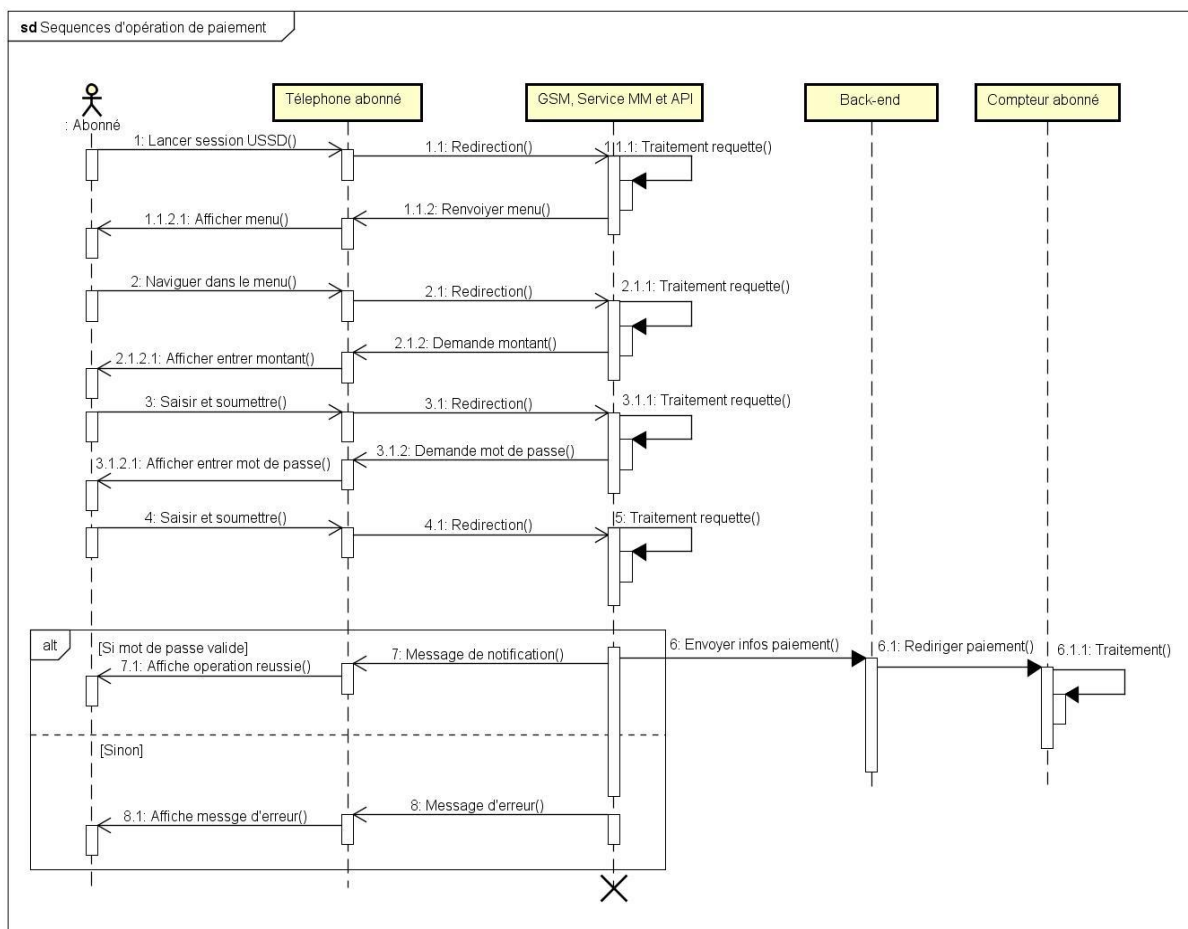 sd Sequences d'opération de paiement
: Abonné
Télephone abonné
GSM, Service MM et API
Back-end
Compteur abonné
1: Lancer session USSD()
1.1: Redirection()
1.1.1: Traitement requette()
1.1.2: Renvoiyer menu()
1.1.2.1: Afficher menu()
2: Naviguer dans le menu()
2.1: Redirection()
2.1.1: Traitement requette()
2.1.2: Demande montant()
2.1.2.1: Afficher entrer montant()
3: Saisir et soumettre()
3.1: Redirection()
3.1.1: Traitement requette()
3.1.2: Demande mot de passe()
3.1.2.1: Afficher entrer mot de passe()
4: Saisir et soumettre()
4.1: Redirection()
5: Traitement requette()
alt
[Si mot de passe valide]
6: Envoyer infos paiement()
6.1: Rediriger paiement()
6.1.1: Traitement()
7: Message de notification()
7.1: Affiche operation reussie()
[Sinon]
8: Message d'erreur()
8.1: Affiche messge d'erreur()